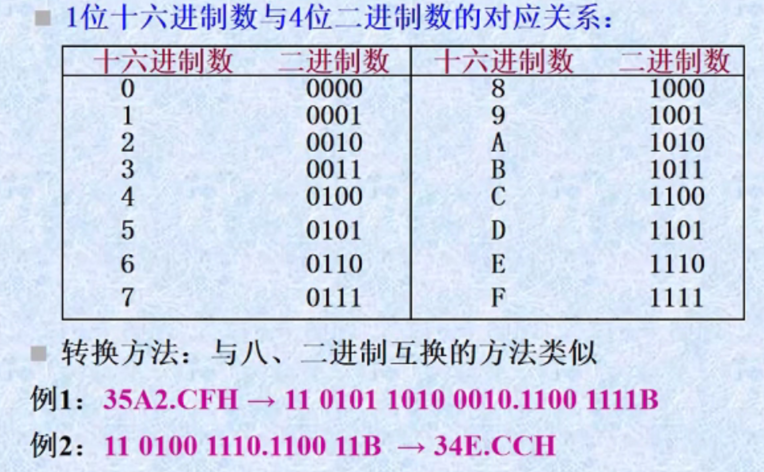 1位十六进制数与4位二进制数的对应关系：
十六进制数 二进制数 十六进制数 二进制数
0 0000 8 1000
1 0001 9 1001
2 0010 A 1010
3 0011 B 1011
4 0100 C 1100
5 0101 D 1101
6 0110 E 1110
7 0111 F 1111
转换方法：与八、二进制互换的方法类似
例1：35A2.CFH → 11 0101 1010 0010.1100 1111B
例2：11 0100 1110.1100 11B → 34E.CCH